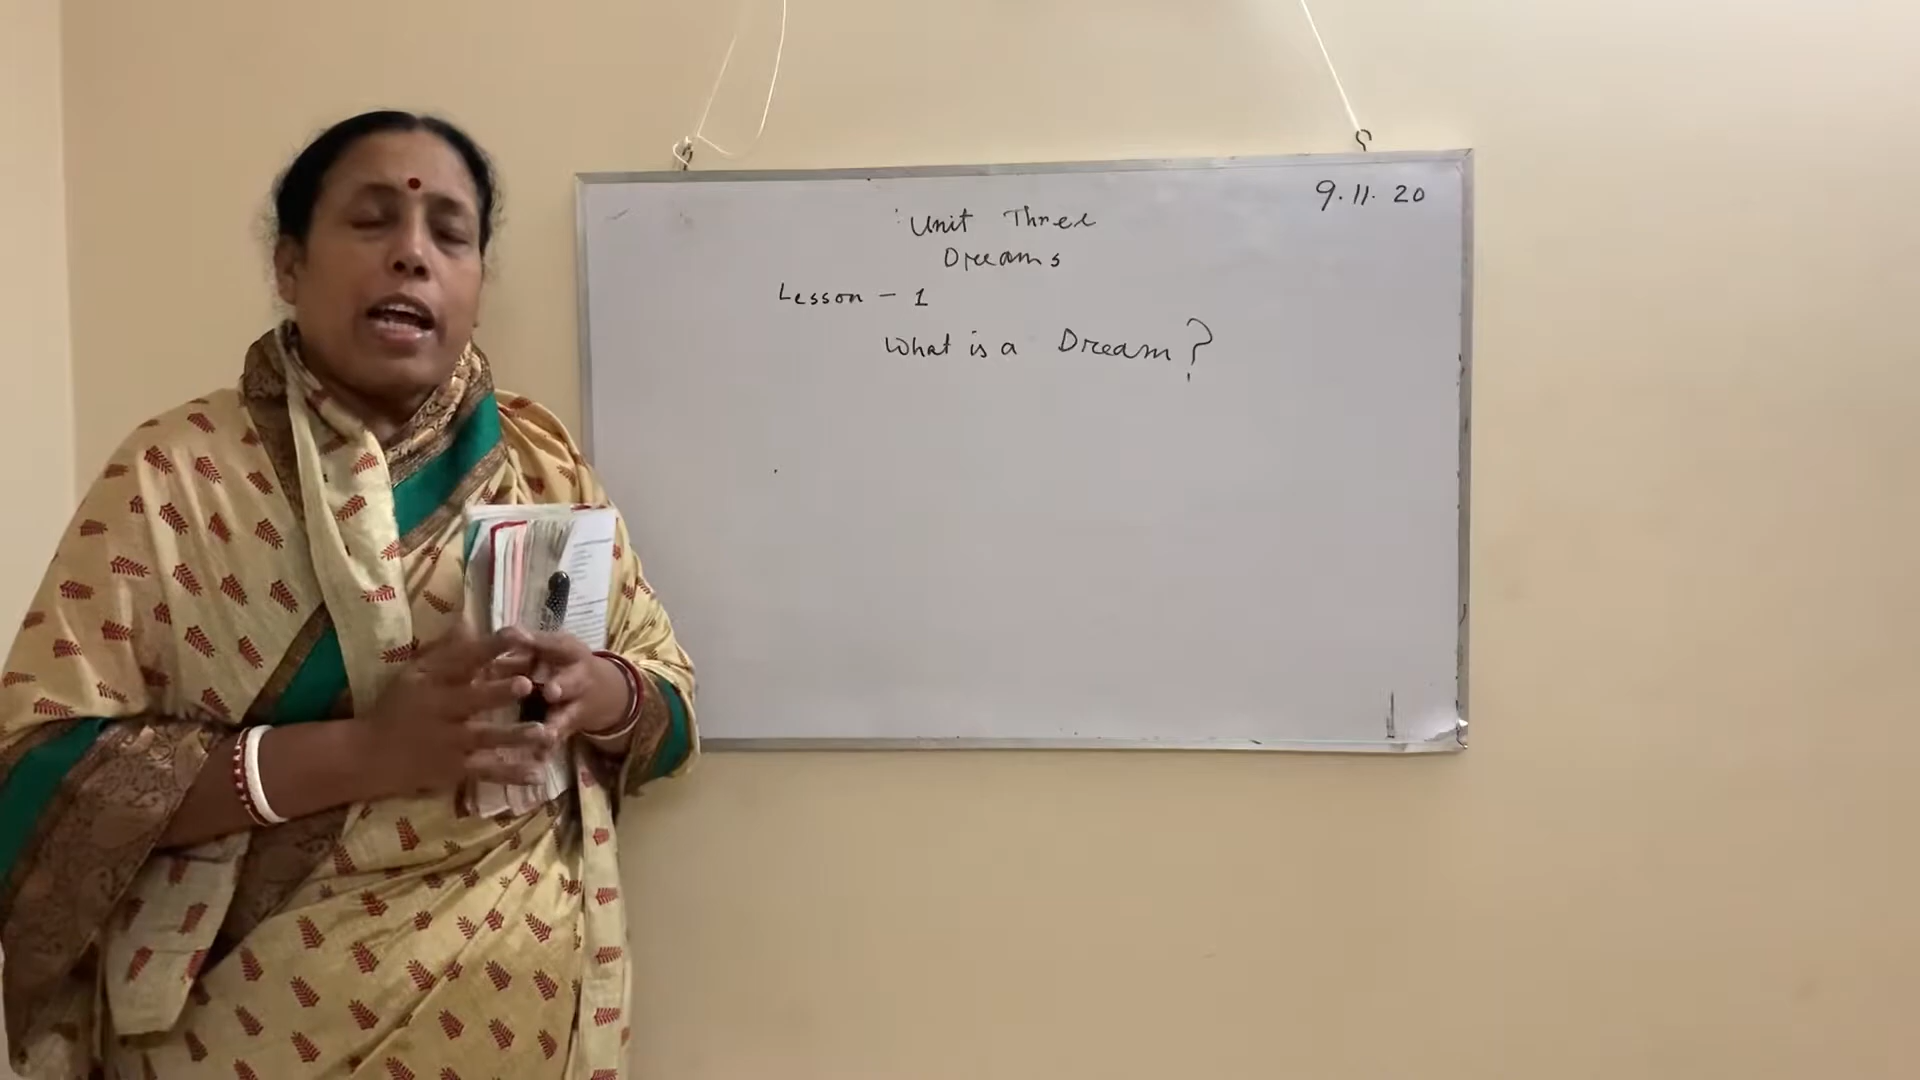 9.11.20
Unit Three
Dreams
Lesson - 1
What is a Dream?